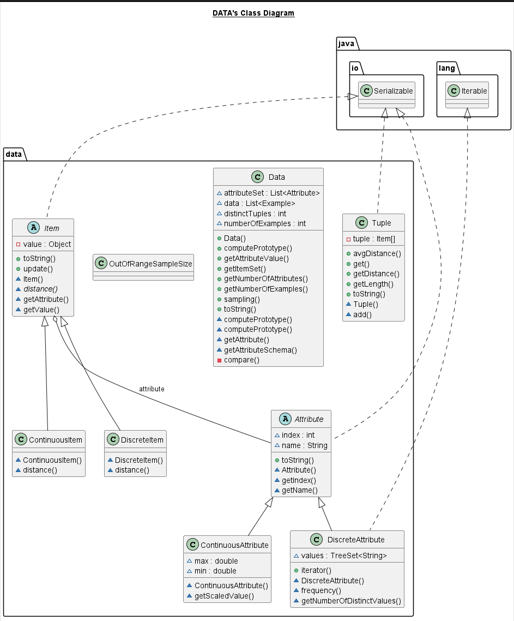 DATA's Class Diagram
java
io
lang
C Serializable
C Iterable
data
A Item
value : Object
toString()
update()
Item()
distance()
getAttribute()
getValue()
C OutOfRangeSampleSize
C Data
attributeSet : List<Attribute>
data : List<Example>
distinctTuples : int
numberOfExamples : int
Data()
computePrototype()
getAttributeValue()
getItemSet()
getNumberOfAttributes()
getNumberOfExamples()
sampling()
toString()
computePrototype()
computePrototype()
getAttribute()
getAttributeSchema()
compare()
C Tuple
tuple : Item[]
avgDistance()
get()
getDistance()
getLength()
toString()
Tuple()
add()
attribute
C ContinuousItem
ContinuousItem()
distance()
C DiscreteItem
DiscreteItem()
distance()
A Attribute
index : int
name : String
toString()
Attribute()
getIndex()
getName()
C ContinuousAttribute
max : double
min : double
ContinuousAttribute()
getScaledValue()
C DiscreteAttribute
values : TreeSet<String>
iterator()
DiscreteAttribute()
frequency()
getNumberOfDistinctValues()